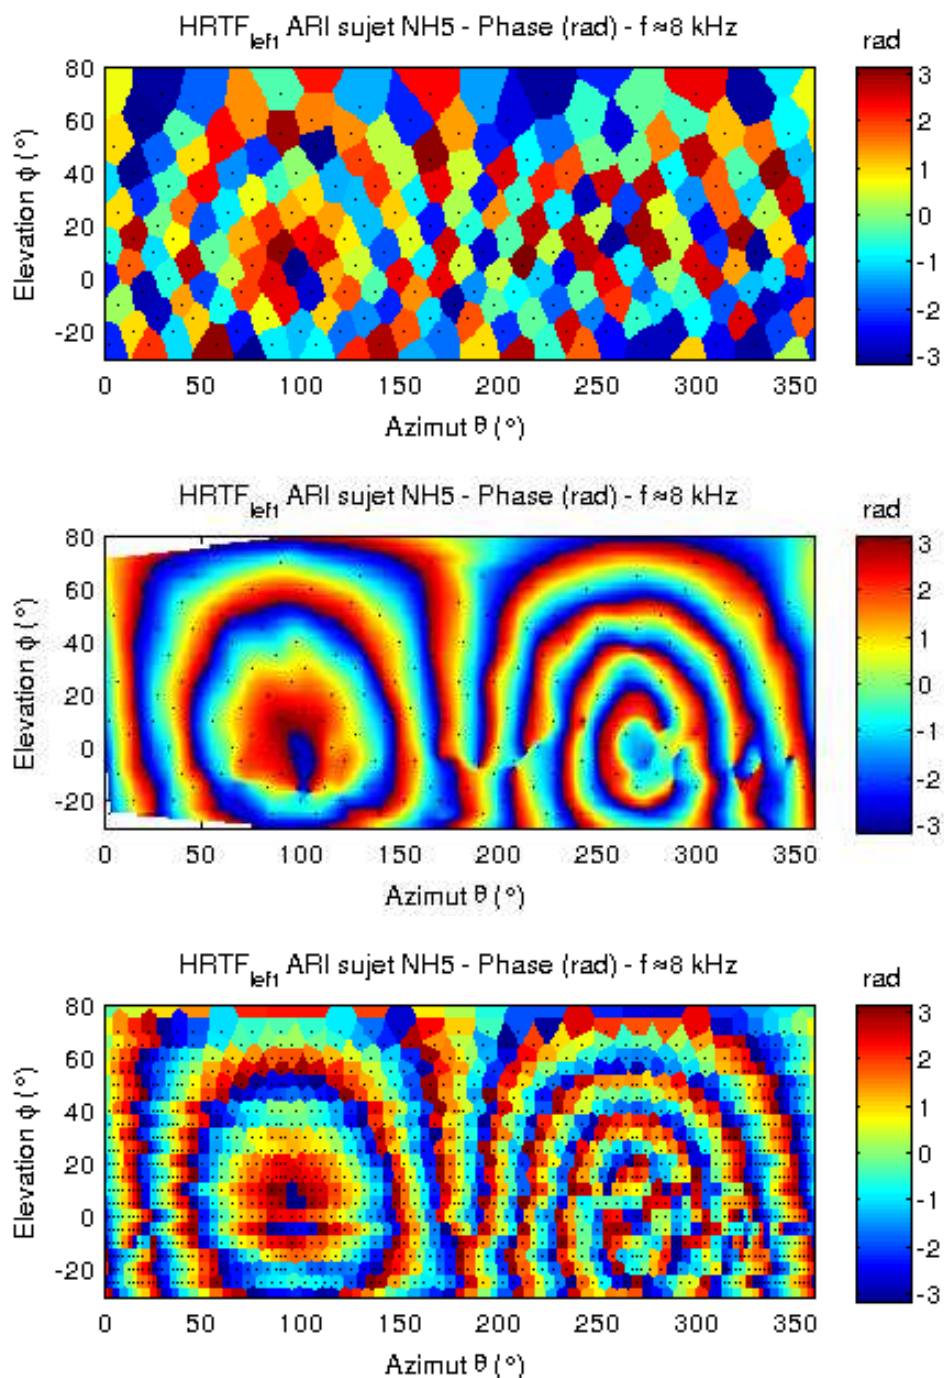 HRTF_left ARI sujet NH5 - Phase (rad) - f≈8 kHz
rad
80
60
40
20
0
-20
Elevation ϕ (°)
0 50 100 150 200 250 300 350
Azimut θ (°)
3
2
1
0
-1
-2
-3
HRTF_left ARI sujet NH5 - Phase (rad) - f≈8 kHz
rad
80
60
40
20
0
-20
Elevation ϕ (°)
0 50 100 150 200 250 300 350
Azimut θ (°)
3
2
1
0
-1
-2
-3
HRTF_left ARI sujet NH5 - Phase (rad) - f≈8 kHz
rad
80
60
40
20
0
-20
Elevation ϕ (°)
0 50 100 150 200 250 300 350
Azimut θ (°)
3
2
1
0
-1
-2
-3